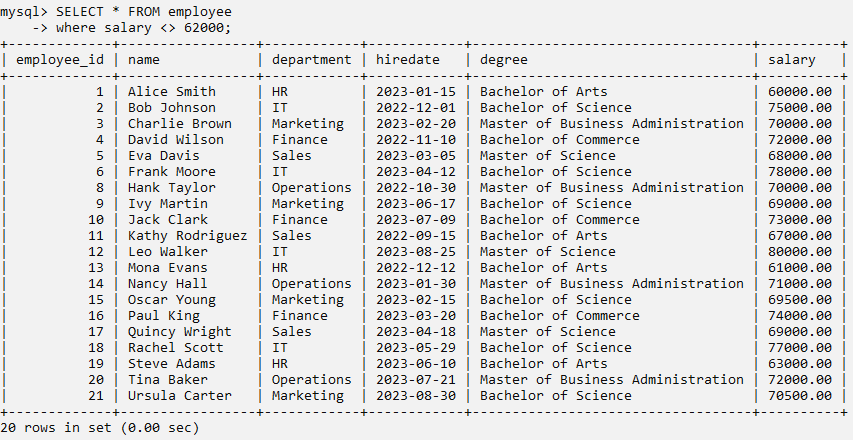 mysql> SELECT * FROM employee
    -> where salary <> 62000;
+-------------+-----------------+------------+------------+-----------------------------------+----------+
| employee_id | name            | department | hiredate   | degree                            | salary   |
+-------------+-----------------+------------+------------+-----------------------------------+----------+
|           1 | Alice Smith     | HR         | 2023-01-15 | Bachelor of Arts                  | 60000.00 |
|           2 | Bob Johnson     | IT         | 2022-12-01 | Bachelor of Science               | 75000.00 |
|           3 | Charlie Brown   | Marketing  | 2023-02-20 | Master of Business Administration | 70000.00 |
|           4 | David Wilson    | Finance    | 2022-11-10 | Bachelor of Commerce              | 72000.00 |
|           5 | Eva Davis       | Sales      | 2023-03-05 | Master of Science                 | 68000.00 |
|           6 | Frank Moore     | IT         | 2023-04-12 | Bachelor of Science               | 78000.00 |
|           8 | Hank Taylor     | Operations | 2022-10-30 | Master of Business Administration | 70000.00 |
|           9 | Ivy Martin      | Marketing  | 2023-06-17 | Bachelor of Science               | 69000.00 |
|          10 | Jack Clark      | Finance    | 2023-07-09 | Bachelor of Commerce              | 73000.00 |
|          11 | Kathy Rodriguez | Sales      | 2022-09-15 | Bachelor of Arts                  | 67000.00 |
|          12 | Leo Walker      | IT         | 2023-08-25 | Master of Science                 | 80000.00 |
|          13 | Mona Evans      | HR         | 2022-12-12 | Bachelor of Arts                  | 61000.00 |
|          14 | Nancy Hall      | Operations | 2023-01-30 | Master of Business Administration | 71000.00 |
|          15 | Oscar Young     | Marketing  | 2023-02-15 | Bachelor of Science               | 69500.00 |
|          16 | Paul King       | Finance    | 2023-03-20 | Bachelor of Commerce              | 74000.00 |
|          17 | Quincy Wright   | Sales      | 2023-04-18 | Master of Science                 | 69000.00 |
|          18 | Rachel Scott    | IT         | 2023-05-29 | Bachelor of Science               | 77000.00 |
|          19 | Steve Adams     | HR         | 2023-06-10 | Bachelor of Arts                  | 63000.00 |
|          20 | Tina Baker      | Operations | 2023-07-21 | Master of Business Administration | 72000.00 |
|          21 | Ursula Carter   | Marketing  | 2023-08-30 | Bachelor of Science               | 70500.00 |
+-------------+-----------------+------------+------------+-----------------------------------+----------+
20 rows in set (0.00 sec)